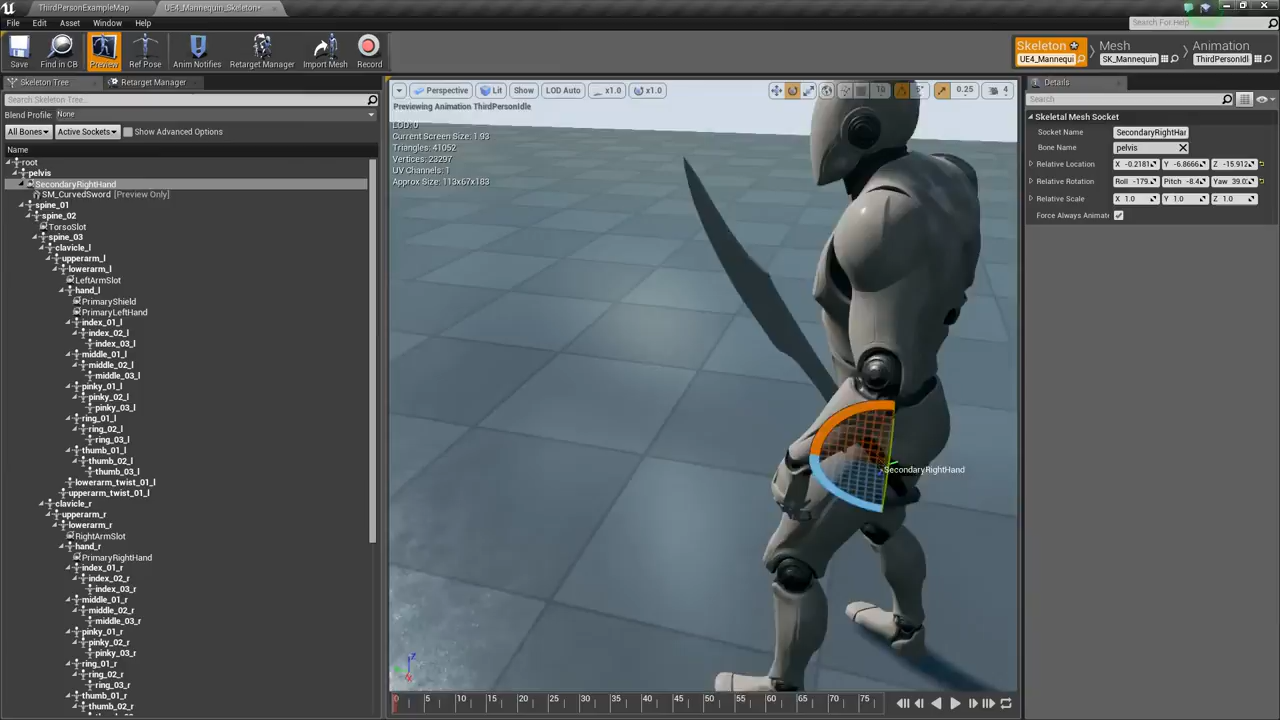 ThirdPersonExampleMap
UE4_Mannequin_Skeleton*
File Edit Asset Window Help
Search For Help
Save Find in CB Preview Ref Pose Anim Notifies Retarget Manager Import Mesh Record
Skeleton Mesh Animation
UE4_Mannequi SK_Mannequin ThirdPersonIdl
Skeleton Tree Retarget Manager
Search Skeleton Tree...
Blend Profile: None
All Bones Active Sockets Show Advanced Options
Name
root
pelvis
SecondaryRightHand
SM_CurvedSword [Preview Only]
spine_01
spine_02
TorsoSlot
spine_03
clavicle_l
upperarm_l
lowerarm_l
LeftArmSlot
hand_l
PrimaryShield
PrimaryLeftHand
index_01_l
index_02_l
index_03_l
middle_01_l
middle_02_l
middle_03_l
pinky_01_l
pinky_02_l
pinky_03_l
ring_01_l
ring_02_l
ring_03_l
thumb_01_l
thumb_02_l
thumb_03_l
lowerarm_twist_01_l
upperarm_twist_01_l
clavicle_r
upperarm_r
lowerarm_r
RightArmSlot
hand_r
PrimaryRightHand
index_01_r
index_02_r
index_03_r
middle_01_r
middle_02_r
middle_03_r
pinky_01_r
pinky_02_r
pinky_03_r
ring_01_r
ring_02_r
ring_03_r
thumb_01_r
thumb_02_r
Perspective Lit Show LOD Auto x1.0 x1.0 10 5° 0.25 4
Previewing Animation ThirdPersonIdle
LOD: 0
Current Screen Size: 1.93
Triangles: 41052
Vertices: 23297
UV Channels: 1
Approx Size: 113x67x183
SecondaryRightHand
Z
X
0 5 10 15 20 25 30 35 40 45 50 55 60 65 70 75
Details
Search
Skeletal Mesh Socket
Socket Name SecondaryRightHar
Bone Name pelvis
Relative Location X -0.2181 Y -6.8666 Z -15.912
Relative Rotation Roll -179. Pitch -8.4 Yaw 39.0
Relative Scale X 1.0 Y 1.0 Z 1.0
Force Always Animate